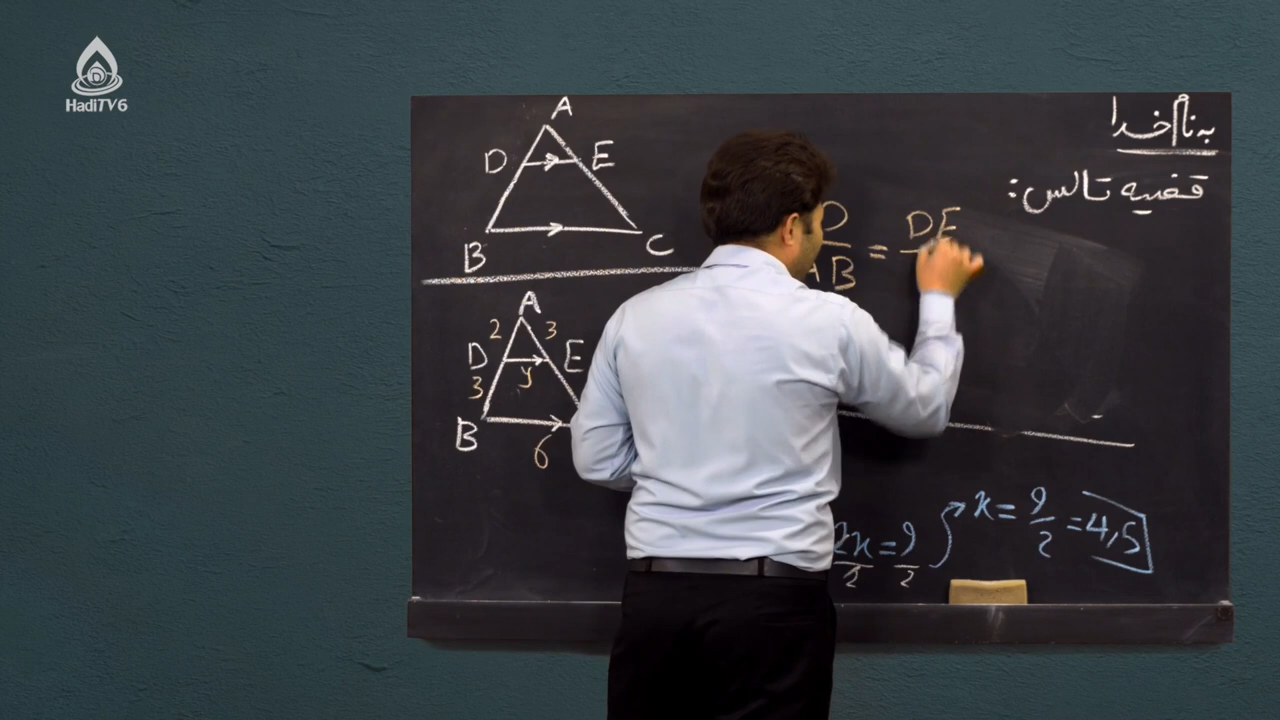 HadiTV6
به نام خدا
قضیه تالس:
A
D E
B C
D = DE
AB
A
2 3
D E
3 y
B
6
2x = 9
2 2
x = 9 = 4,5
2